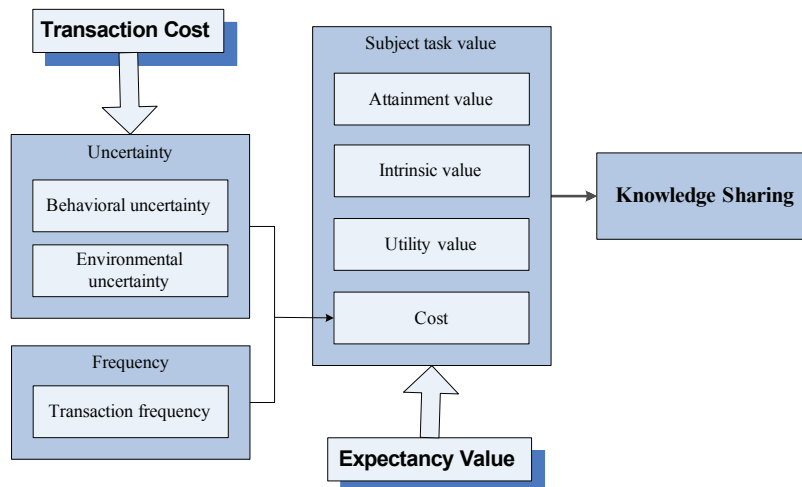 Transaction Cost
Uncertainty
Behavioral uncertainty
Environmental
uncertainty
Frequency
Transaction frequency
Subject task value
Attainment value
Intrinsic value
Utility value
Cost
Expectancy Value
Knowledge Sharing